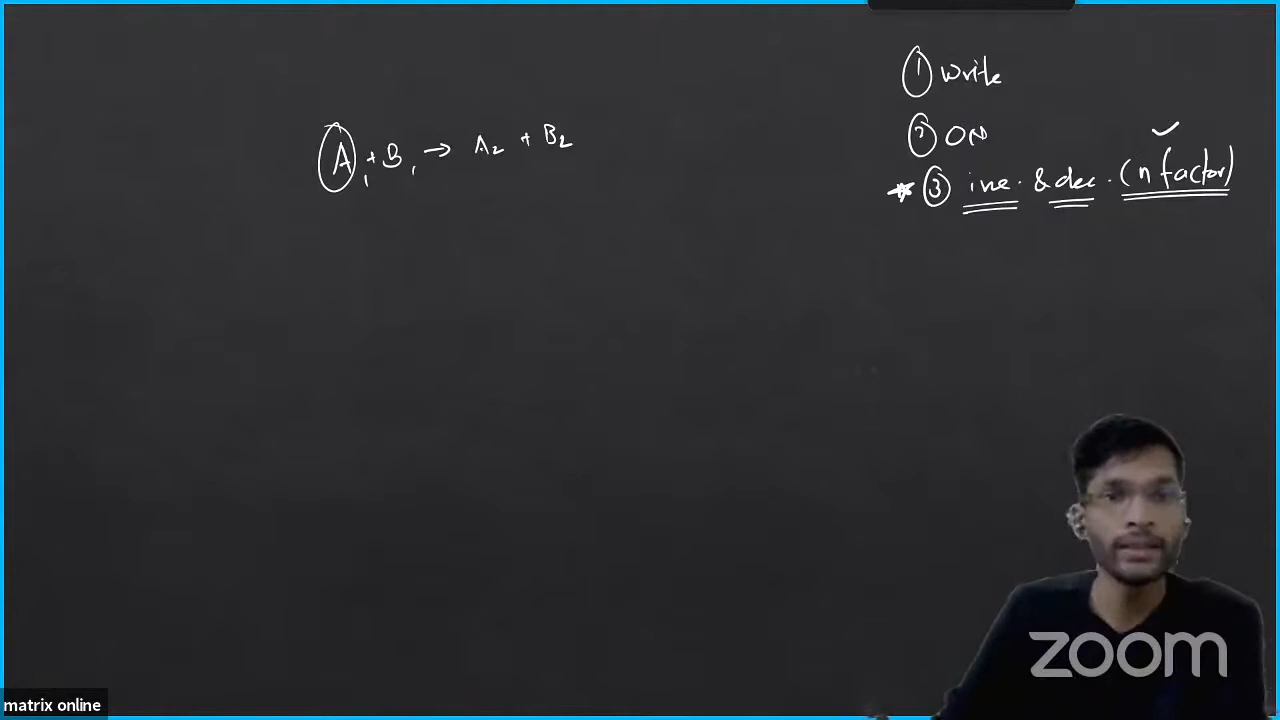 ① Write
② ON
A₁ + B₁ → A₂ + B₂
③ inc. & dec. (n factor)
zoom
matrix online